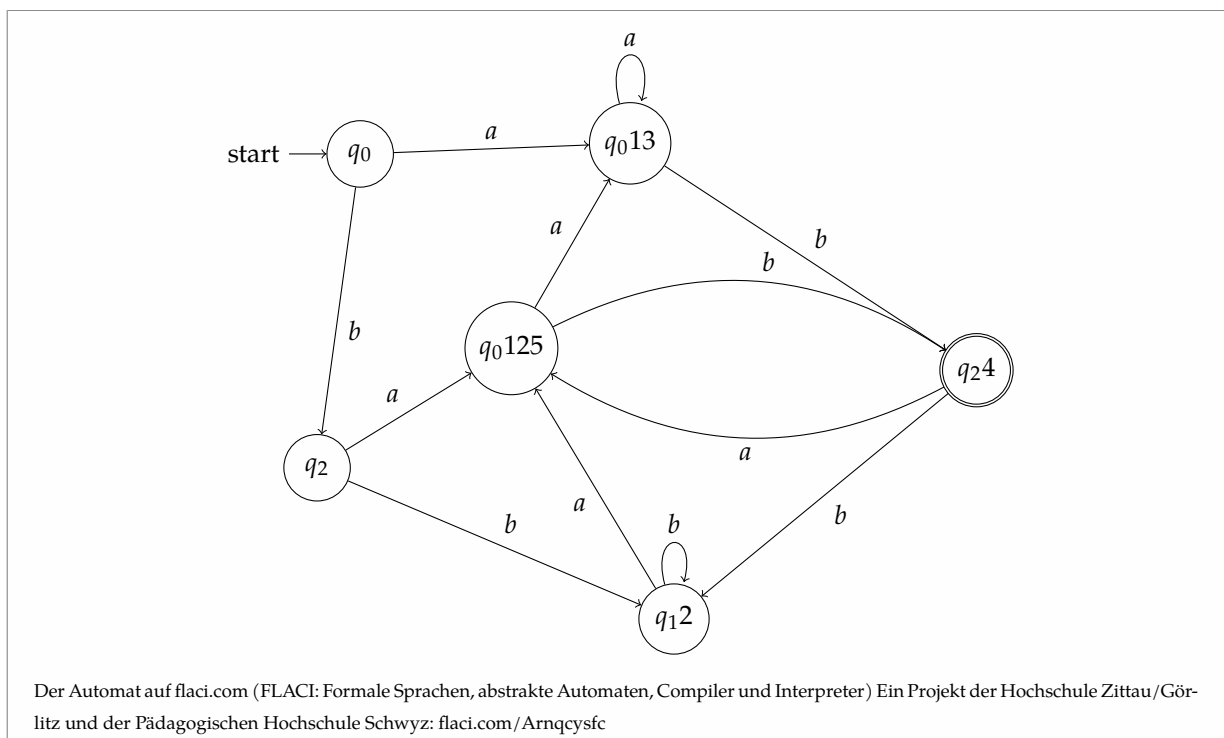 a
start
q₀
a
q₀13
a
b
b
b
q₀125
q₂4
a
a
q₂
b
a
b
b
q₁2
Der Automat auf flaci.com (FLACI: Formale Sprachen, abstrakte Automaten, Compiler und Interpreter) Ein Projekt der Hochschule Zittau/Gör-
litz und der Pädagogischen Hochschule Schwyz: flaci.com/Arnqcysfc